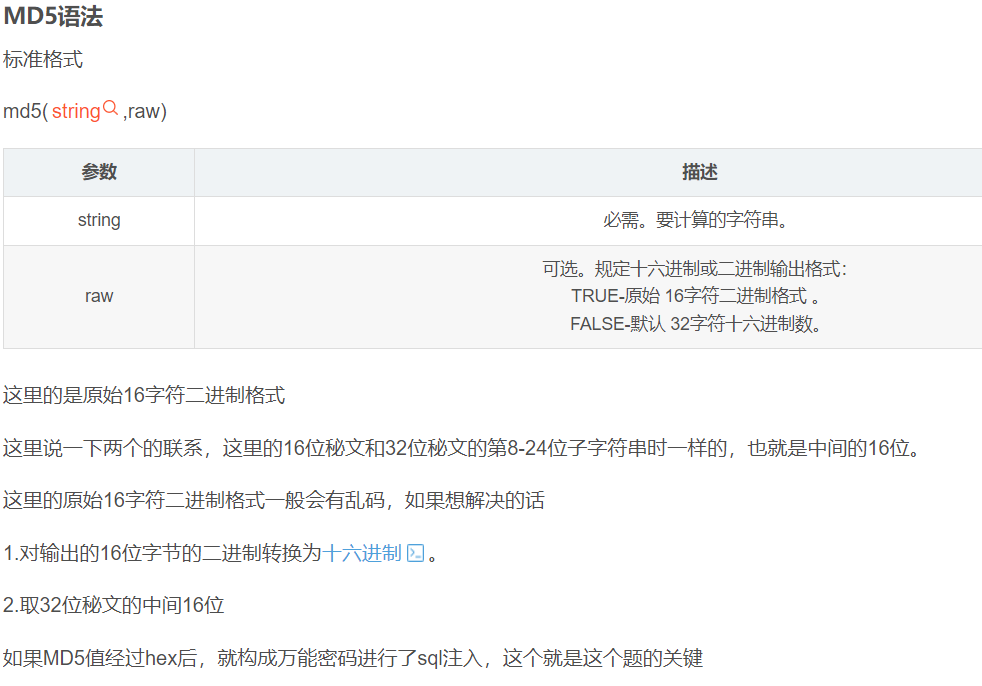 MD5语法
标准格式
md5( string ,raw)
参数 描述
string 必需。要计算的字符串。
raw 可选。规定十六进制或二进制输出格式：
TRUE-原始 16字符二进制格式 。
FALSE-默认 32字符十六进制数。
这里的是原始16字符二进制格式
这里说一下两个的联系，这里的16位秘文和32位秘文的第8-24位子字符串时一样的，也就是中间的16位。
这里的原始16字符二进制格式一般会有乱码，如果想解决的话
1.对输出的16位字节的二进制转换为十六进制 。
2.取32位秘文的中间16位
如果MD5值经过hex后，就构成万能密码进行了sql注入，这个就是这个题的关键